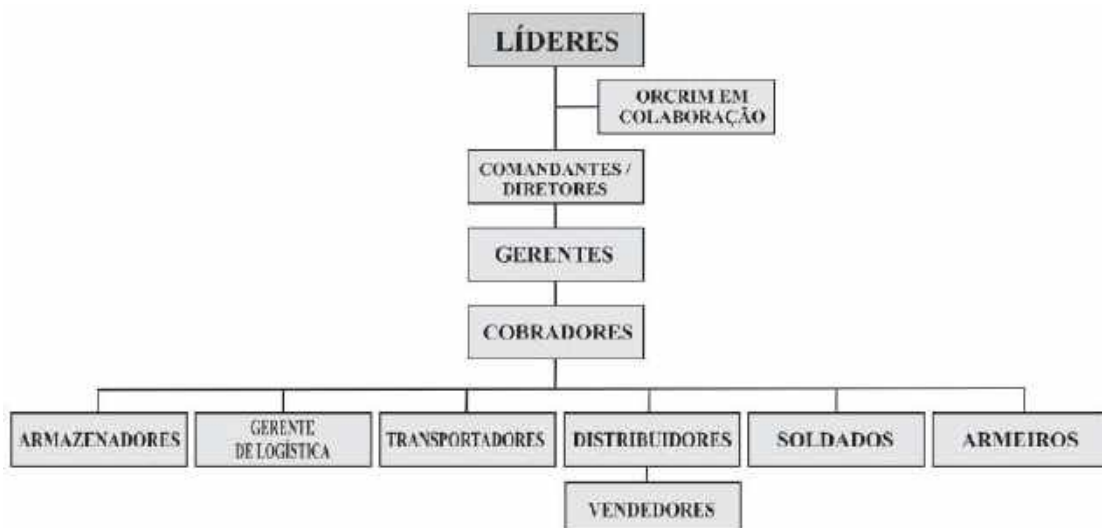 LÍDERES
ORCRIM EM
COLABORAÇÃO
COMANDANTES /
DIRETORES
GERENTES
COBRADORES
ARMAZENADORES
GERENTE
DE LOGÍSTICA
TRANSPORTADORES
DISTRIBUIDORES
SOLDADOS
ARMEIROS
VENDEDORES